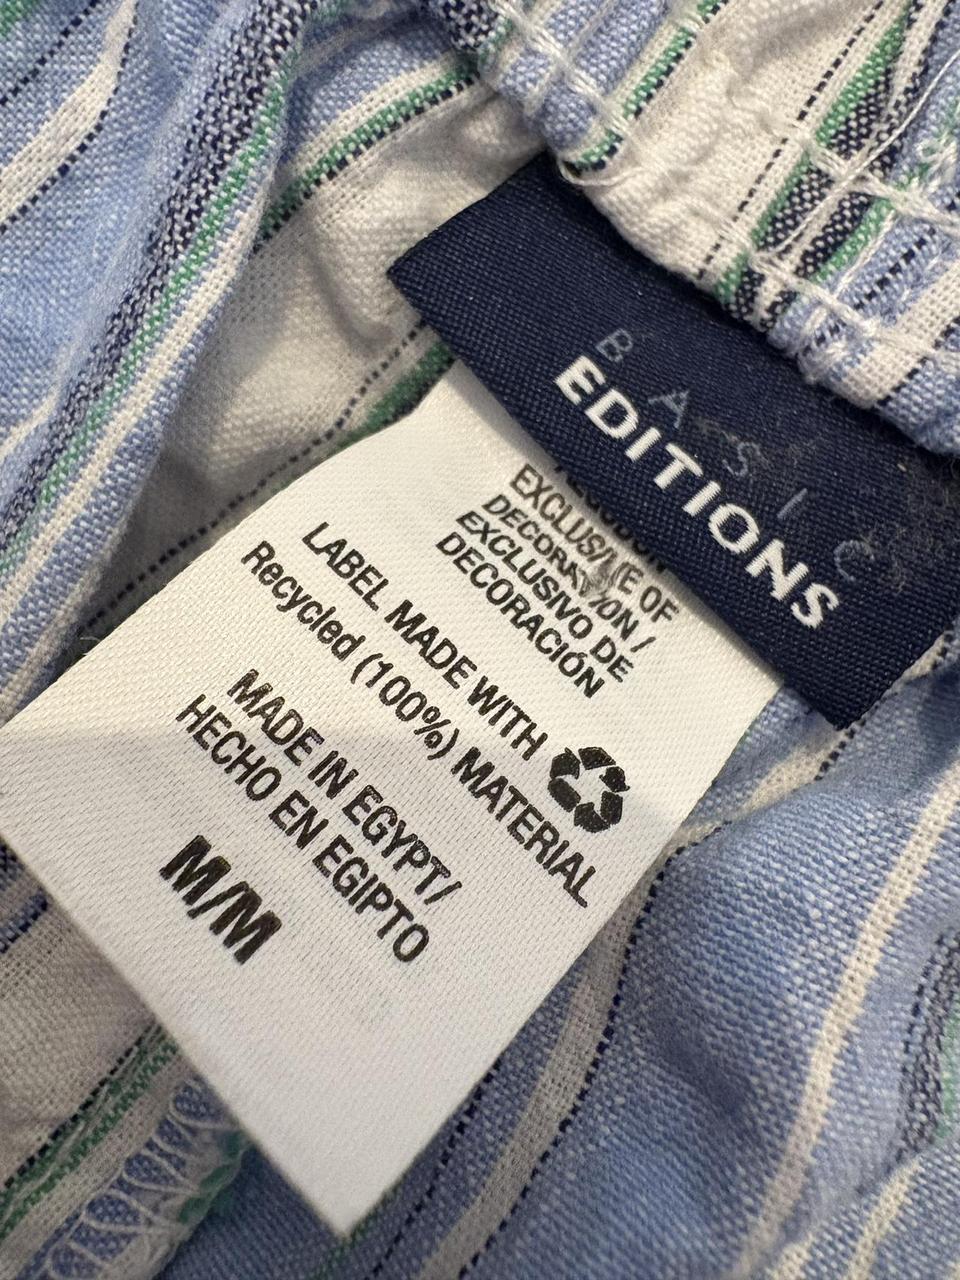 BASIC
EDITIONS
EXCLUSIVE OF
DECORATION /
EXCLUSIVO DE
DECORACIÓN
LABEL MADE WITH
Recycled (100%) MATERIAL
MADE IN EGYPT/
HECHO EN EGIPTO
M/M